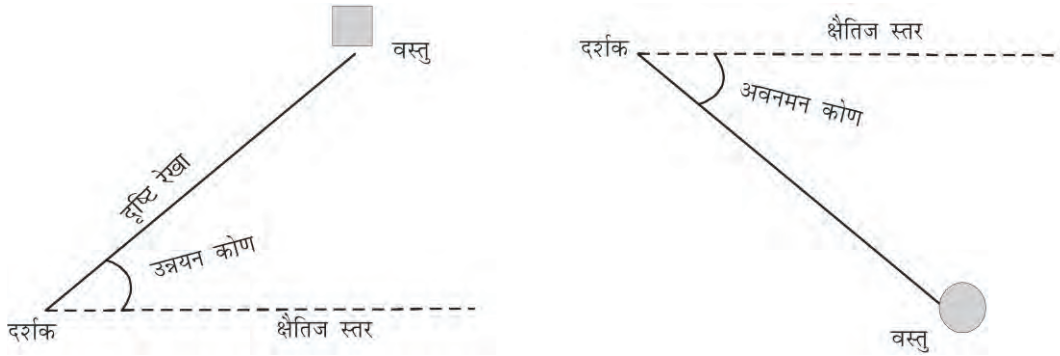 वस्तु
दृष्टि रेखा
उन्नयन कोण
दर्शक
क्षैतिज स्तर
क्षैतिज स्तर
दर्शक
अवनमन कोण
वस्तु